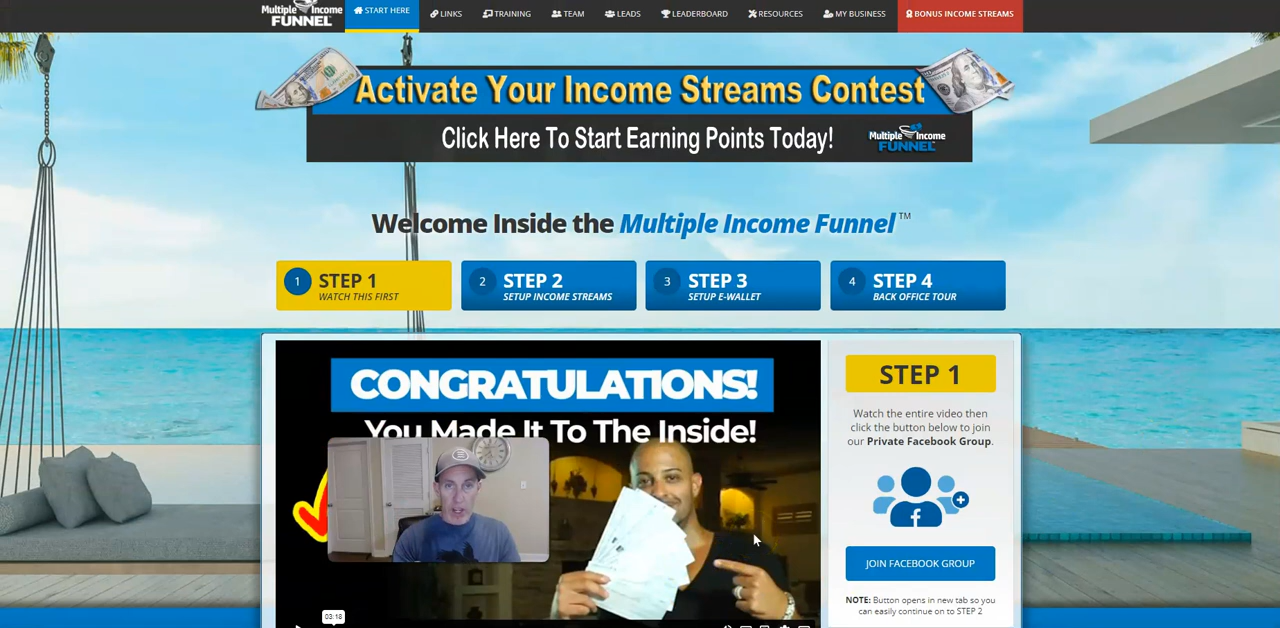 Multiple Income
FUNNEL
START HERE
LINKS
TRAINING
TEAM
LEADS
LEADERBOARD
RESOURCES
MY BUSINESS
BONUS INCOME STREAMS
Activate Your Income Streams Contest
Click Here To Start Earning Points Today!
Multiple Income
FUNNEL
Welcome Inside the Multiple Income Funnel ™
1 STEP 1
WATCH THIS FIRST
2 STEP 2
SETUP INCOME STREAMS
3 STEP 3
SETUP E-WALLET
4 STEP 4
BACK OFFICE TOUR
CONGRATULATIONS!
You Made It To The Inside!
03:18
STEP 1
Watch the entire video then
click the button below to join
our Private Facebook Group.
f
JOIN FACEBOOK GROUP
NOTE: Button opens in new tab so you
can easily continue on to STEP 2